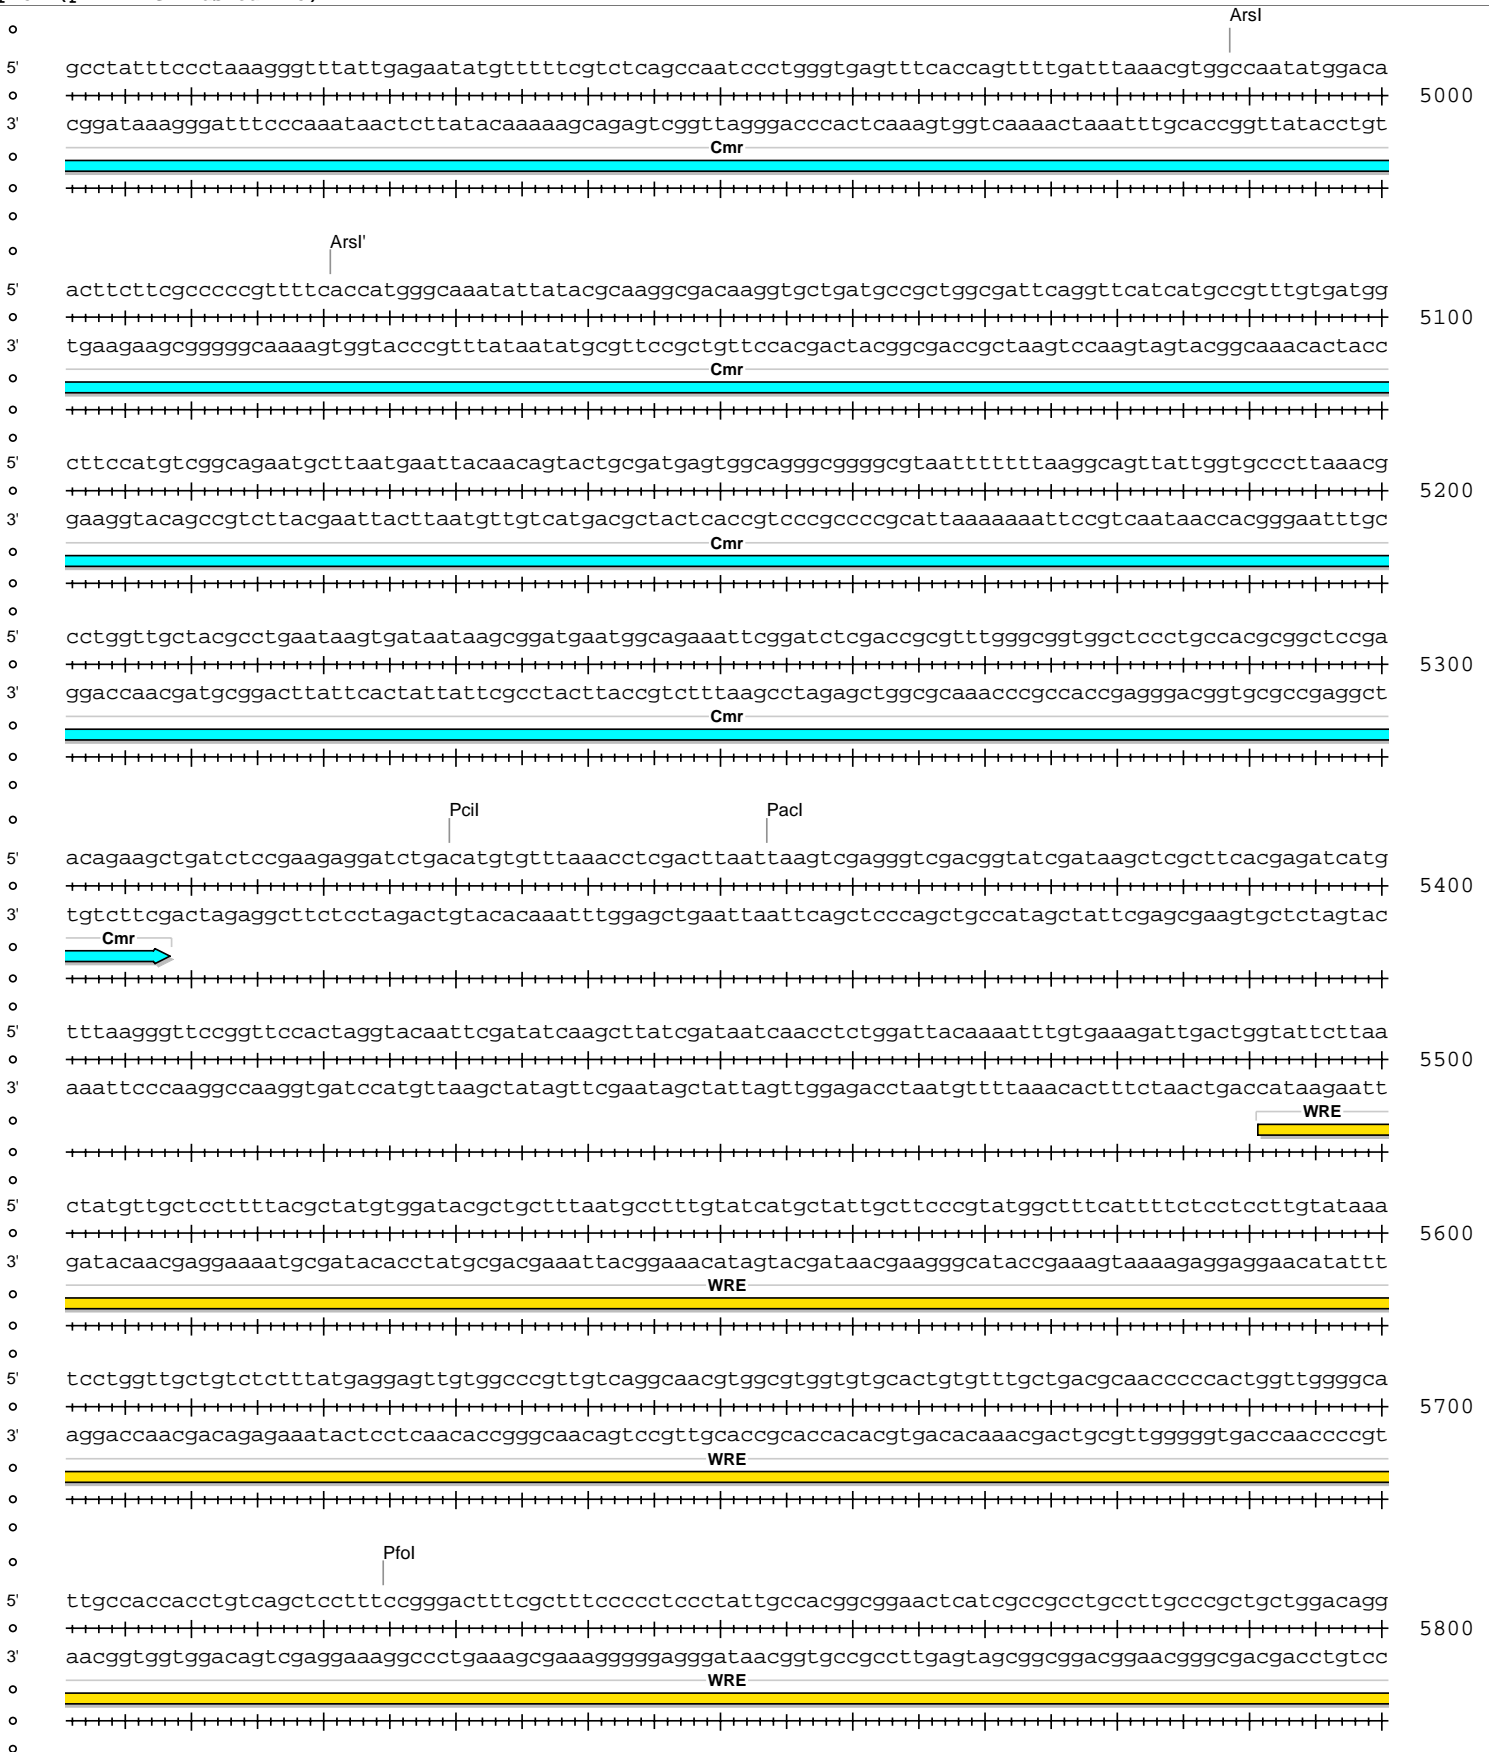 ArsI
5' gcctatttccctaaagggtttattgagaatatgtttttcgtctcagccaatccctgggtgagtttcaccagttttgatttaaacgtggccaatatggaca
5000
3' cggataaagggatttcccaaataactcttatacaaaaagcagagtcggttagggacccactcaaagtggtcaaaactaaatttgcaccggttatacctgt
Cmr
ArsI'
5' acttcttcgcccccgttttcaccatgggcaaatattatacgcaaggcgacaaggtgctgatgccgctggcgattcaggttcatcatgccgtttgtgatgg
5100
3' tgaagaagcgggggcaaaagtggtacccgtttataatatgcgttccgctgttccacgactacggcgaccgctaagtccaagtagtacggcaaacactacc
Cmr
5' cttccatgtcggcagaatgcttaatgaattacaacagtactgcgatgagtggcagggcggggcgtaatttttttaaggcagttattggtgcccttaaacg
5200
3' gaaggtacagccgtcttacgaattacttaatgttgtcatgacgctactcaccgtcccgccccgcattaaaaaaattccgtcaataaccacgggaatttgc
Cmr
5' cctggttgctacgcctgaataagtgataataagcggatgaatggcagaaattcggatctcgaccgcgtttgggcggtggctccctgccacgcggctccga
5300
3' ggaccaacgatgcggacttattcactattattcgcctacttaccgtctttaagcctagagctggcgcaaacccgccaccgagggacggtgcgccgaggct
Cmr
PciI PacI
5' acagaagctgatctccgaagaggatctgacatgtgtttaaacctcgacttaattaagtcgagggtcgacggtatcgataagctcgcttcacgagatcatg
5400
3' tgtcttcgactagaggcttctcctagactgtacacaaatttggagctgaattaattcagctcccagctgccatagctattcgagcgaagtgctctagtac
Cmr
5' tttaagggttccggttccactaggtacaattcgatatcaagcttatcgataatcaacctctggattacaaaatttgtgaaagattgactggtattcttaa
5500
3' aaattcccaaggccaaggtgatccatgttaagctatagttcgaatagctattagttggagacctaatgttttaaacactttctaactgaccataagaatt
WRE
5' ctatgttgctccttttacgctatgtggatacgctgctttaatgcctttgtatcatgctattgcttcccgtatggctttcattttctcctccttgtataaa
5600
3' gatacaacgaggaaaatgcgatacacctatgcgacgaaattacggaaacatagtacgataacgaagggcataccgaaagtaaaagaggaggaacatattt
WRE
5' tcctggttgctgtctctttatgaggagttgtggcccgttgtcaggcaacgtggcgtggtgtgcactgtgtttgctgacgcaacccccactggttggggca
5700
3' aggaccaacgacagagaaatactcctcaacaccgggcaacagtccgttgcaccgcaccacacgtgacacaaacgactgcgttgggggtgaccaaccccgt
WRE
PfoI
5' ttgccaccacctgtcagctcctttccgggactttcgctttccccctccctattgccacggcggaactcatcgccgcctgccttgcccgctgctggacagg
5800
3' aacggtggtggacagtcgaggaaaggccctgaaagcgaaagggggagggataacggtgccgccttgagtagcggcggacggaacgggcgacgacctgtcc
WRE